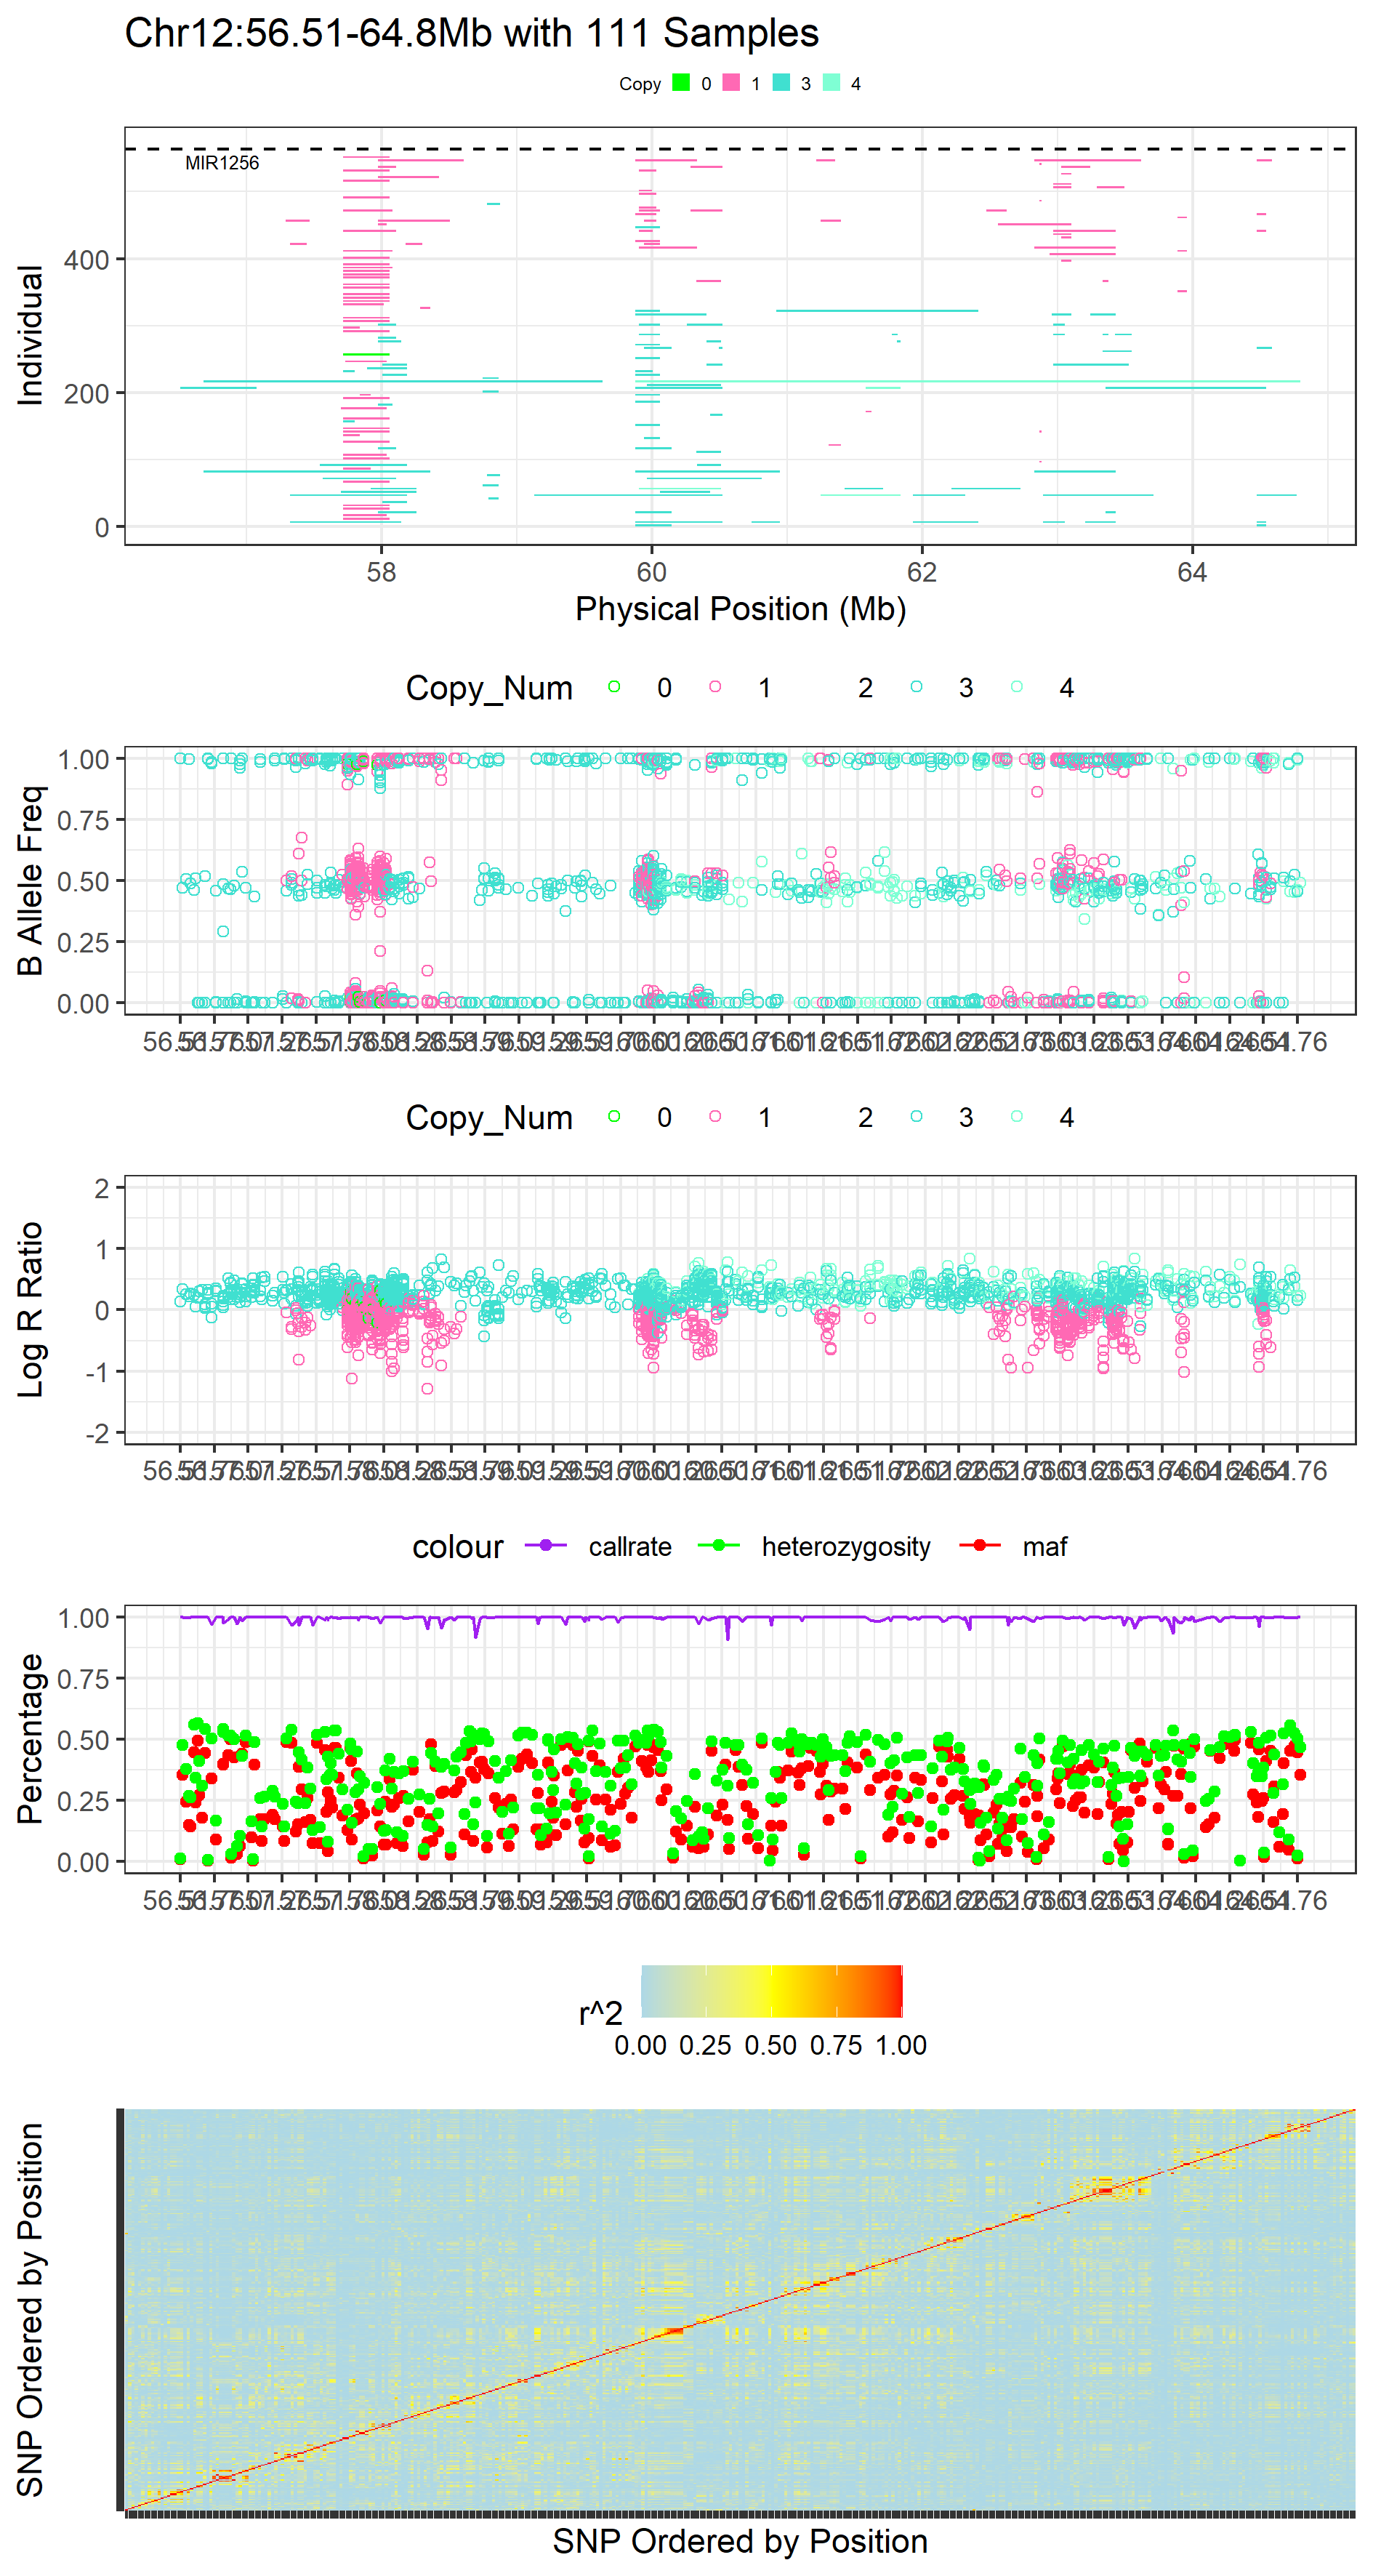 Chr12:56.51-64.8Mb with 111 Samples
Copy 0 1 3 4
MIR1256
Individual
400
200
0
58 60 62 64
Physical Position (Mb)
Copy_Num 0 1 2 3 4
B Allele Freq
1.00
0.75
0.50
0.25
0.00
Copy_Num 0 1 2 3 4
Log R Ratio
2
1
0
-1
-2
colour callrate heterozygosity maf
Percentage
1.00
0.75
0.50
0.25
0.00
r^2
0.00 0.25 0.50 0.75 1.00
SNP Ordered by Position
SNP Ordered by Position